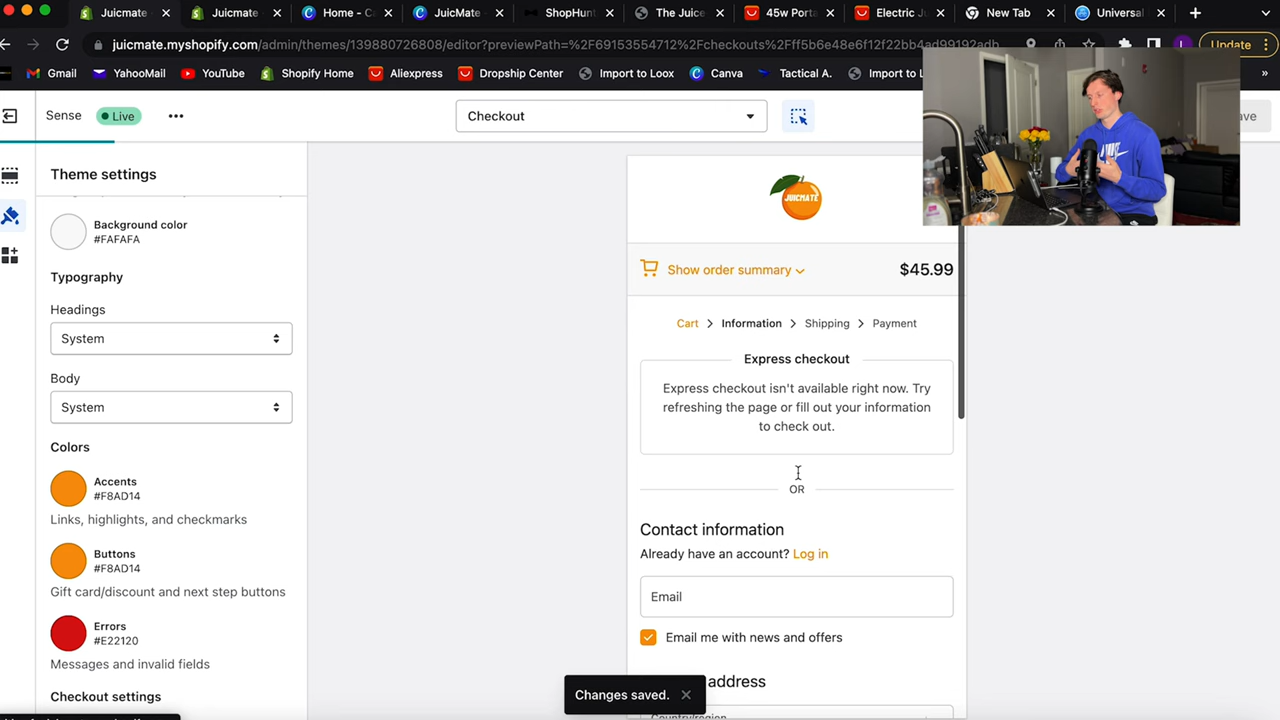 Juicmate
Juicmate
Home - C
JuicMate
ShopHunt
The Juice
45w Porta
Electric Ju
New Tab
Universal
juicmate.myshopify.com/admin/themes/139880726808/editor?previewPath=%2F69153554712%2Fcheckouts%2Fff5b6e48e6f12f22bb4ad99192adb
Update
Gmail
YahooMail
YouTube
Shopify Home
Aliexpress
Dropship Center
Import to Loox
Canva
Tactical A.
Import to L
»
Sense
Live
Checkout
ve
Theme settings
Background color
#FAFAFA
Typography
Headings
System
Body
System
Colors
Accents
#F8AD14
Links, highlights, and checkmarks
Buttons
#F8AD14
Gift card/discount and next step buttons
Errors
#E22120
Messages and invalid fields
Checkout settings
JUICMATE
Show order summary
$45.99
Cart > Information > Shipping > Payment
Express checkout
Express checkout isn't available right now. Try
refreshing the page or fill out your information
to check out.
OR
Contact information
Already have an account? Log in
Email
Email me with news and offers
address
Country/region
Changes saved.